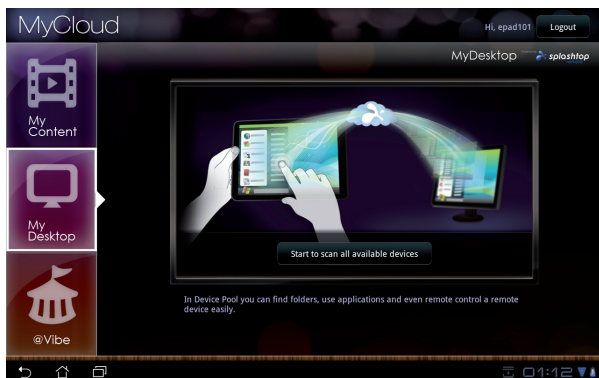 MyCloud
Hi, epad101
Logout
MyDesktop
splashtop
My
Content
My
Desktop
@Vibe
Start to scan all available devices
In Device Pool you can find folders, use applications and even remote control a remote
device easily.
01:12